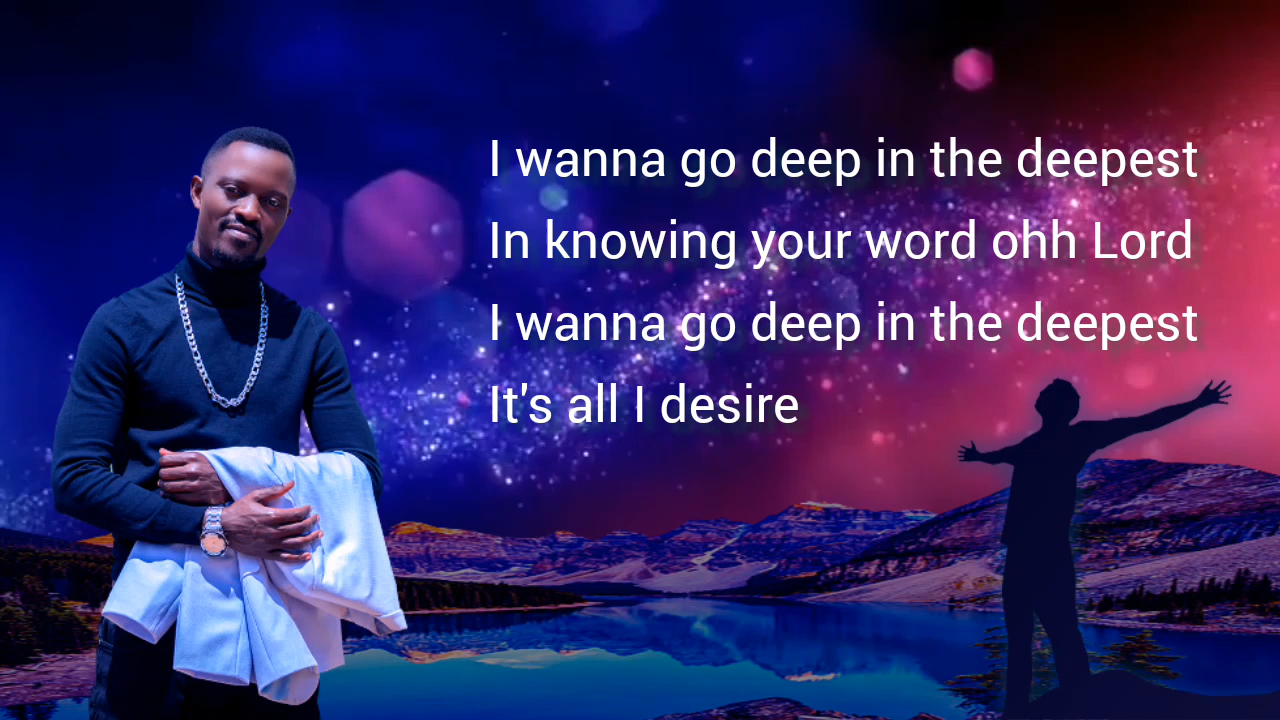 I wanna go deep in the deepest
In knowing your word ohh Lord
I wanna go deep in the deepest
It's all I desire